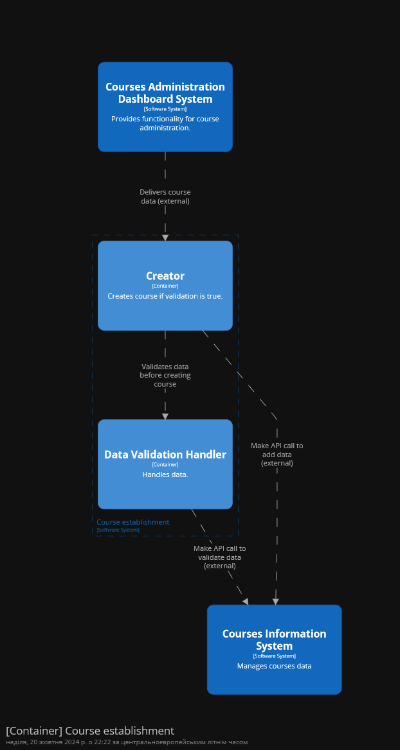 Courses Administration
Dashboard System
[Software System]
Provides functionality for course
administration.
Delivers course
data (external)
Creator
[Container]
Creates course if validation is true.
Validates data
before creating
course
Make API call to
add data
(external)
Data Validation Handler
[Container]
Handles data.
Course establishment
[Software System]
Make API call to
validate data
(external)
Courses Information
System
[Software System]
Manages courses data
[Container] Course establishment
неділя, 20 жовтня 2024 р. о 22:22 за центральноєвропейським літнім часом